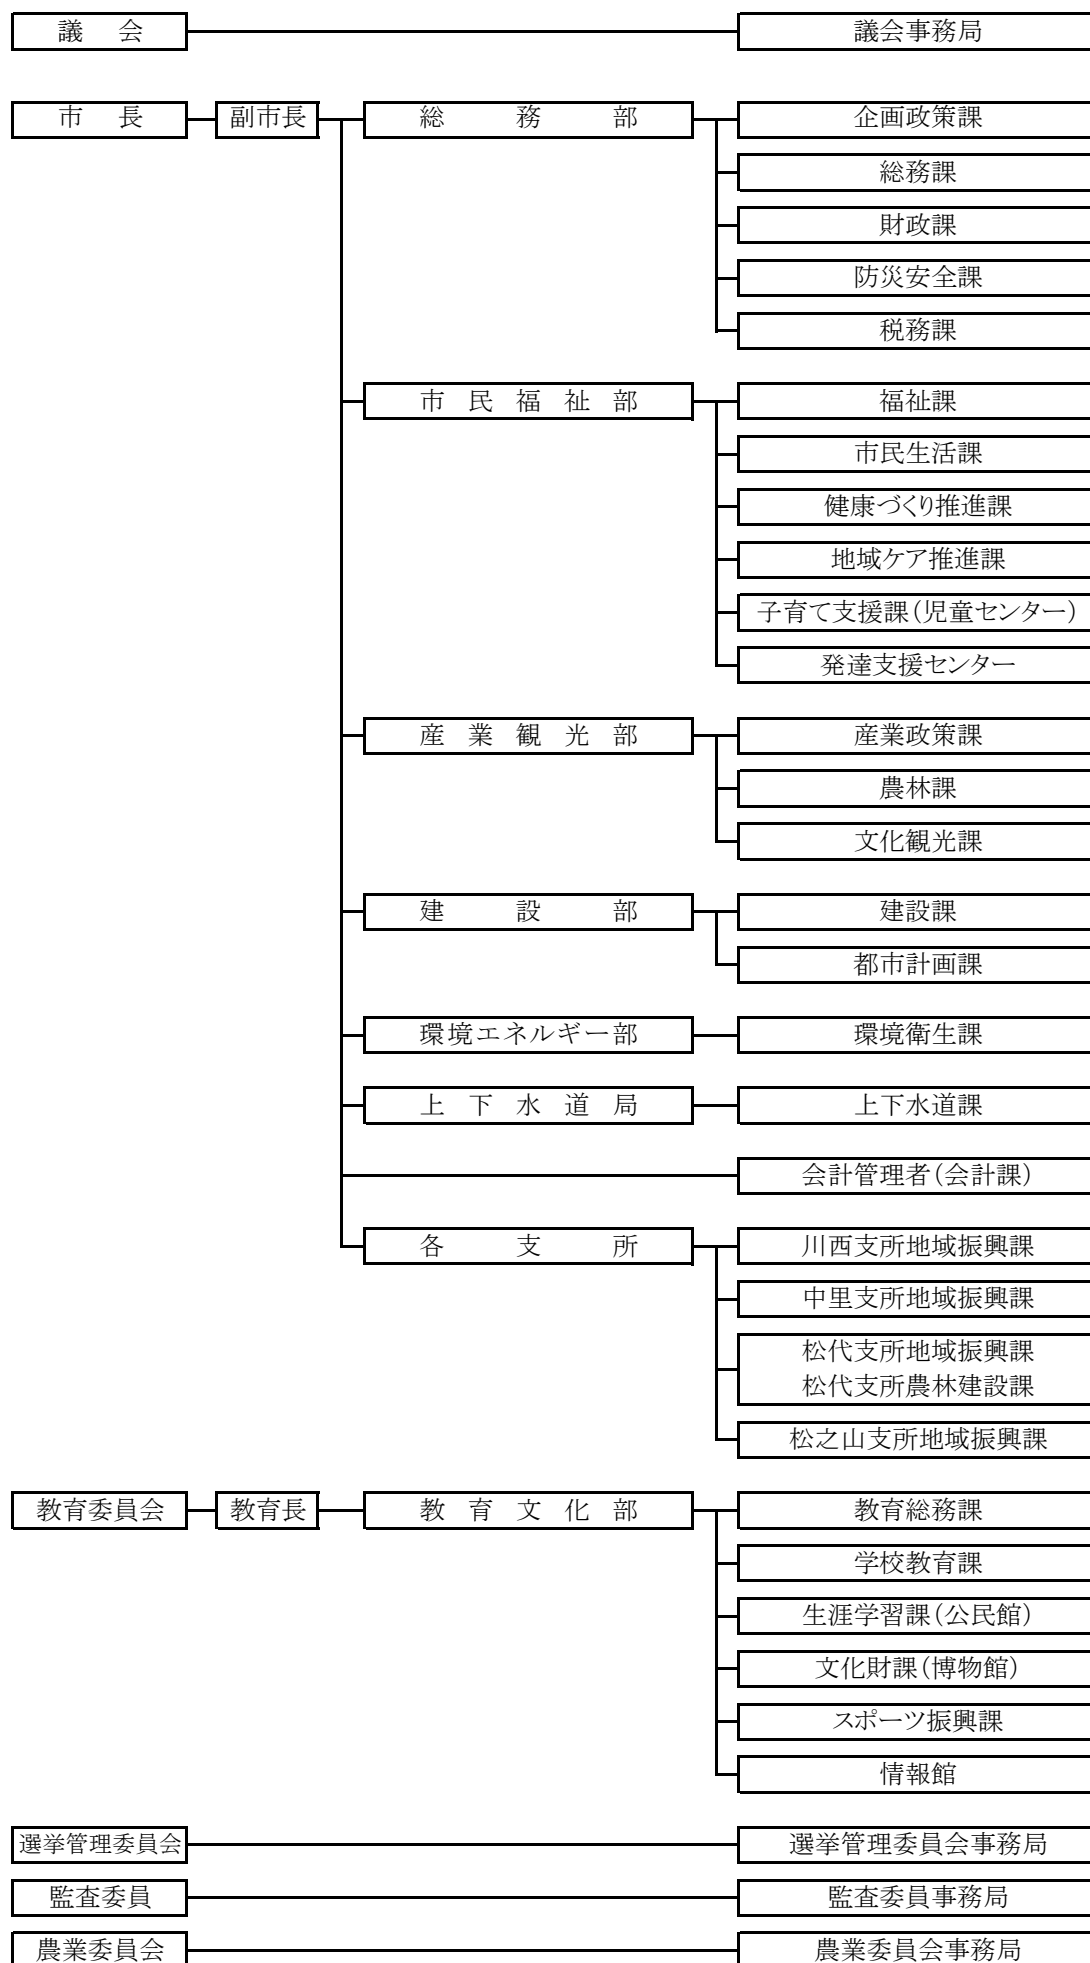 議会 議会事務局
市長 副市長 総務部 企画政策課
総務課
財政課
防災安全課
税務課
市民福祉部 福祉課
市民生活課
健康づくり推進課
地域ケア推進課
子育て支援課(児童センター)
発達支援センター
産業観光部 産業政策課
農林課
文化観光課
建設部 建設課
都市計画課
環境エネルギー部 環境衛生課
上下水道局 上下水道課
会計管理者(会計課)
各支所 川西支所地域振興課
中里支所地域振興課
松代支所地域振興課
松代支所農林建設課
松之山支所地域振興課
教育委員会 教育長 教育文化部 教育総務課
学校教育課
生涯学習課(公民館)
文化財課(博物館)
スポーツ振興課
情報館
選挙管理委員会 選挙管理委員会事務局
監査委員 監査委員事務局
農業委員会 農業委員会事務局